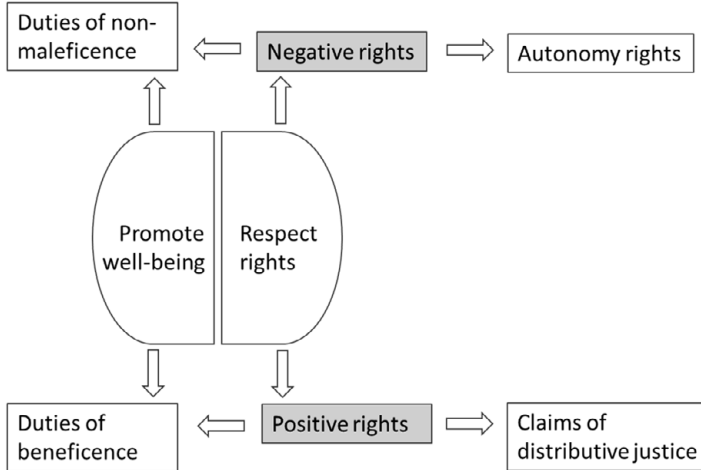 Duties of non-
maleficence
Negative rights
Autonomy rights
Promote
well-being
Respect
rights
Duties of
beneficence
Positive rights
Claims of
distributive justice